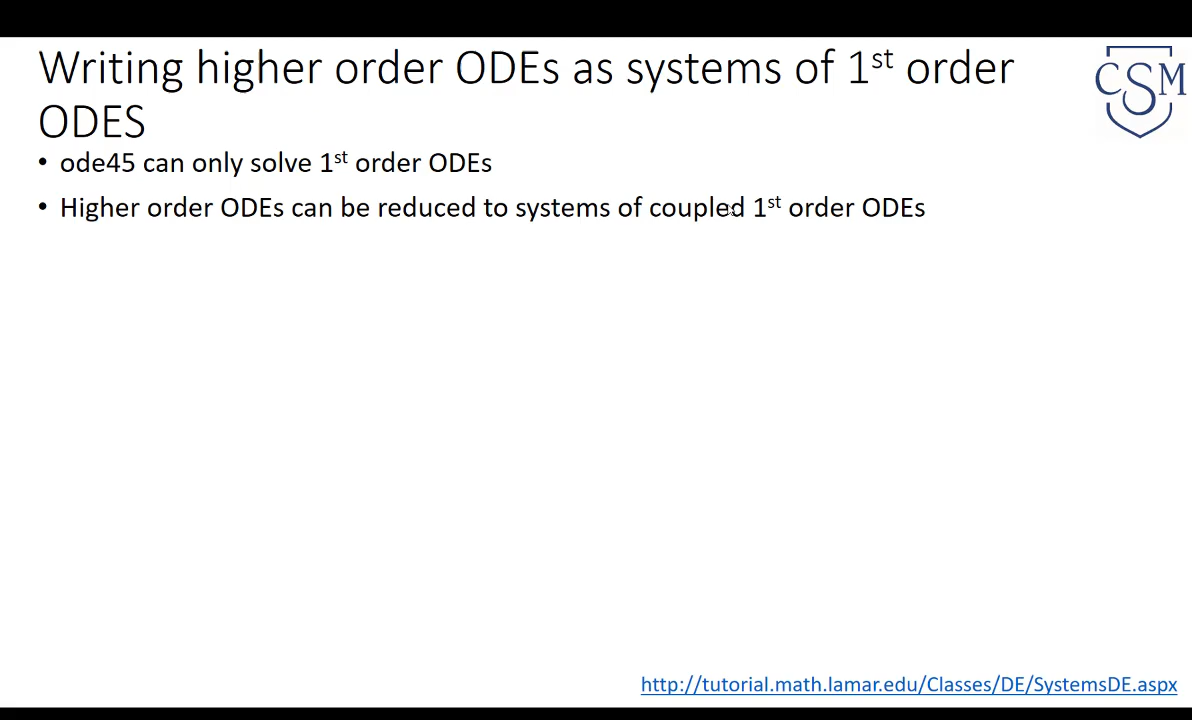 Writing higher order ODEs as systems of 1st order
ODES
CSM
• ode45 can only solve 1st order ODEs
• Higher order ODEs can be reduced to systems of coupled 1st order ODEs
http://tutorial.math.lamar.edu/Classes/DE/SystemsDE.aspx